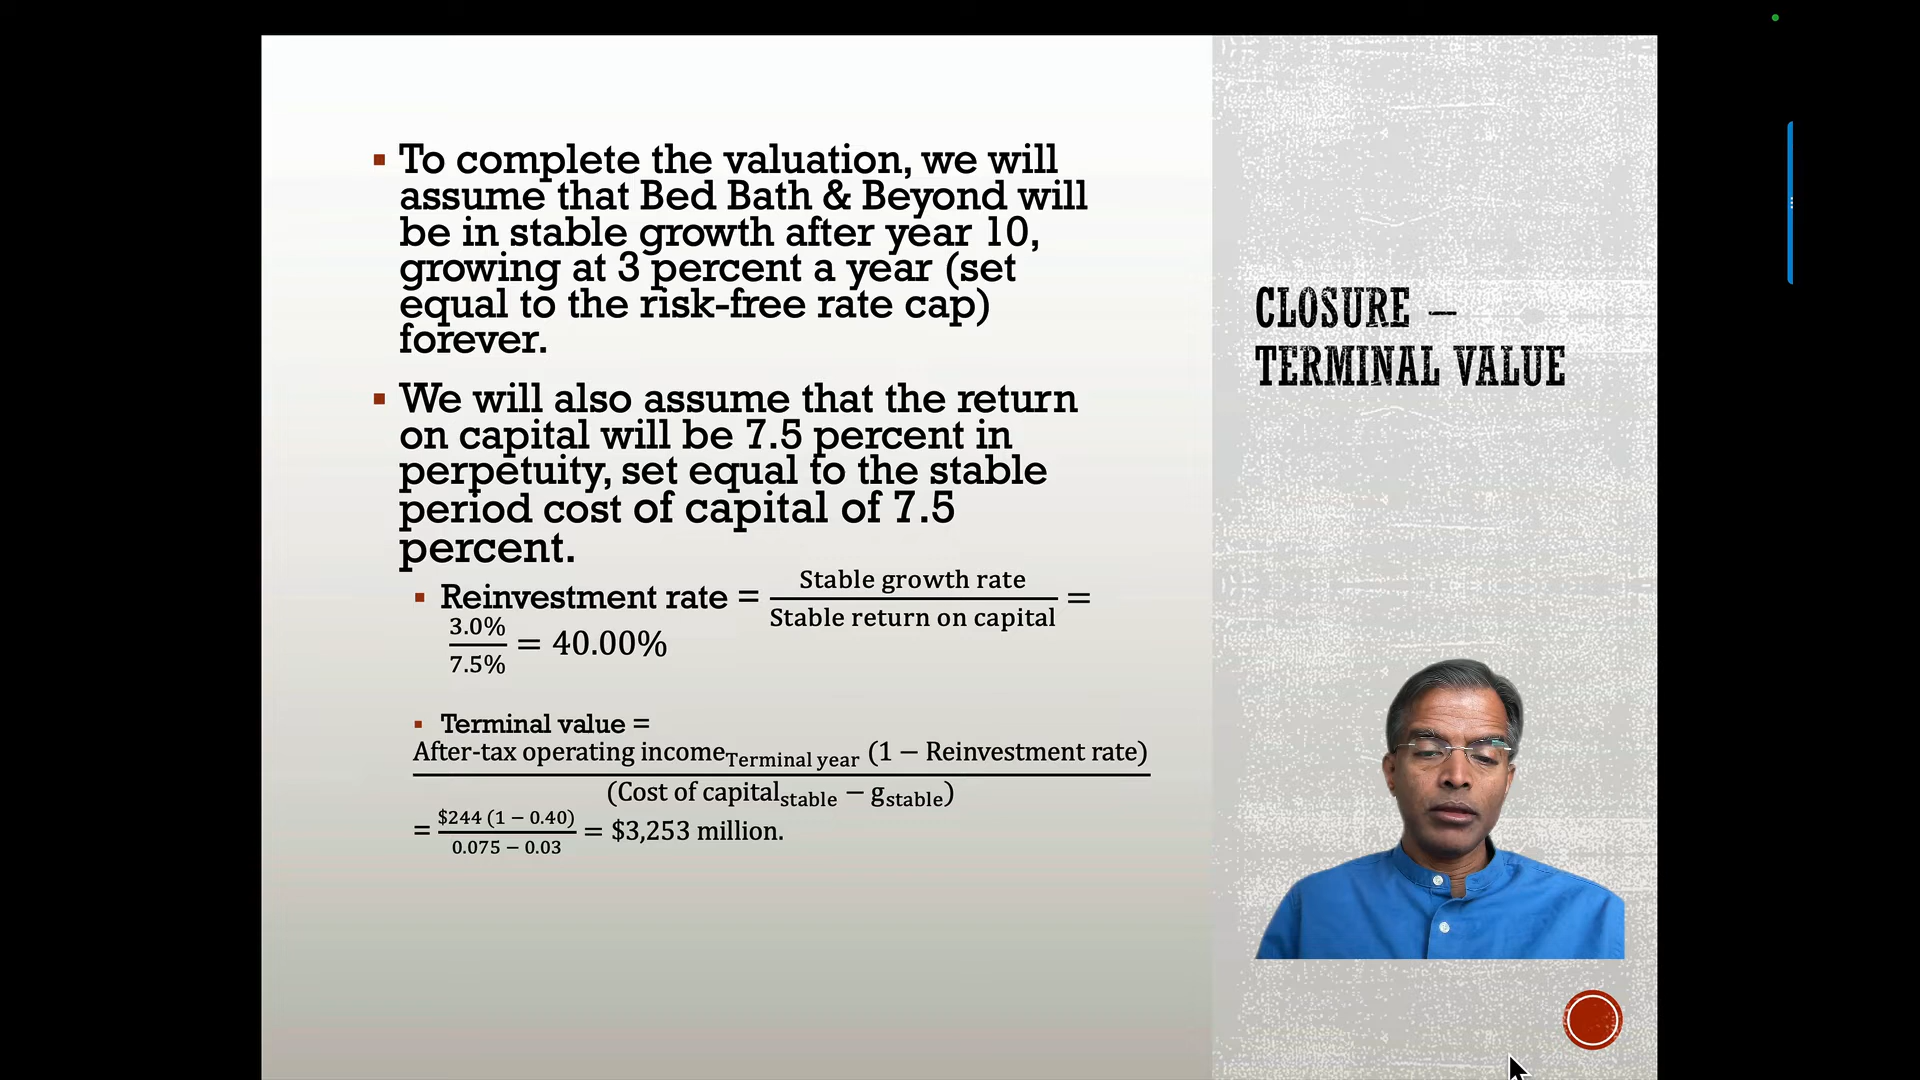 To complete the valuation, we will
assume that Bed Bath & Beyond will
be in stable growth after year 10,
growing at 3 percent a year (set
equal to the risk-free rate cap)
forever.
We will also assume that the return
on capital will be 7.5 percent in
perpetuity, set equal to the stable
period cost of capital of 7.5
percent.
Reinvestment rate = Stable growth rate / Stable return on capital =
3.0% / 7.5% = 40.00%
Terminal value =
After-tax operating income Terminal year (1 − Reinvestment rate)
(Cost of capital stable − g stable)
= $244 (1 − 0.40) / 0.075 − 0.03 = $3,253 million.
CLOSURE –
TERMINAL VALUE